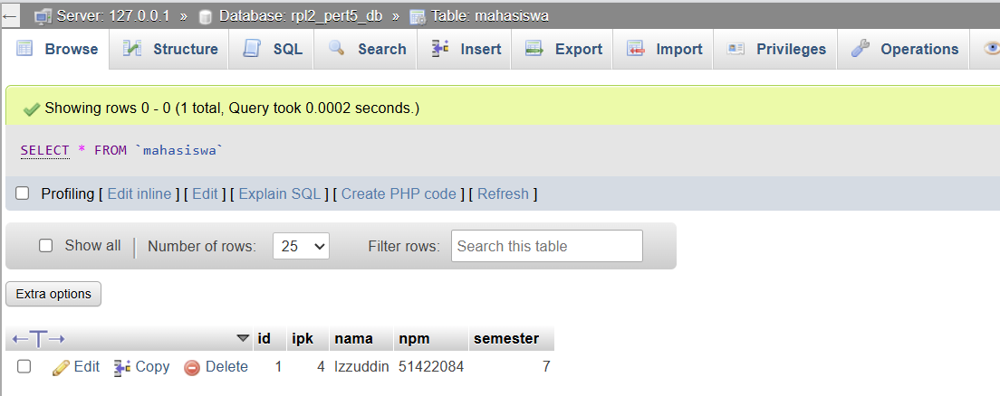 Server: 127.0.0.1 » Database: rpl2_pert5_db » Table: mahasiswa
Browse Structure SQL Search Insert Export Import Privileges Operations
Showing rows 0 - 0 (1 total, Query took 0.0002 seconds.)
SELECT * FROM `mahasiswa`
Profiling [ Edit inline ] [ Edit ] [ Explain SQL ] [ Create PHP code ] [ Refresh ]
Show all Number of rows: 25 Filter rows: Search this table
Extra options
id ipk nama npm semester
Edit Copy Delete 1 4 Izzuddin 51422084 7